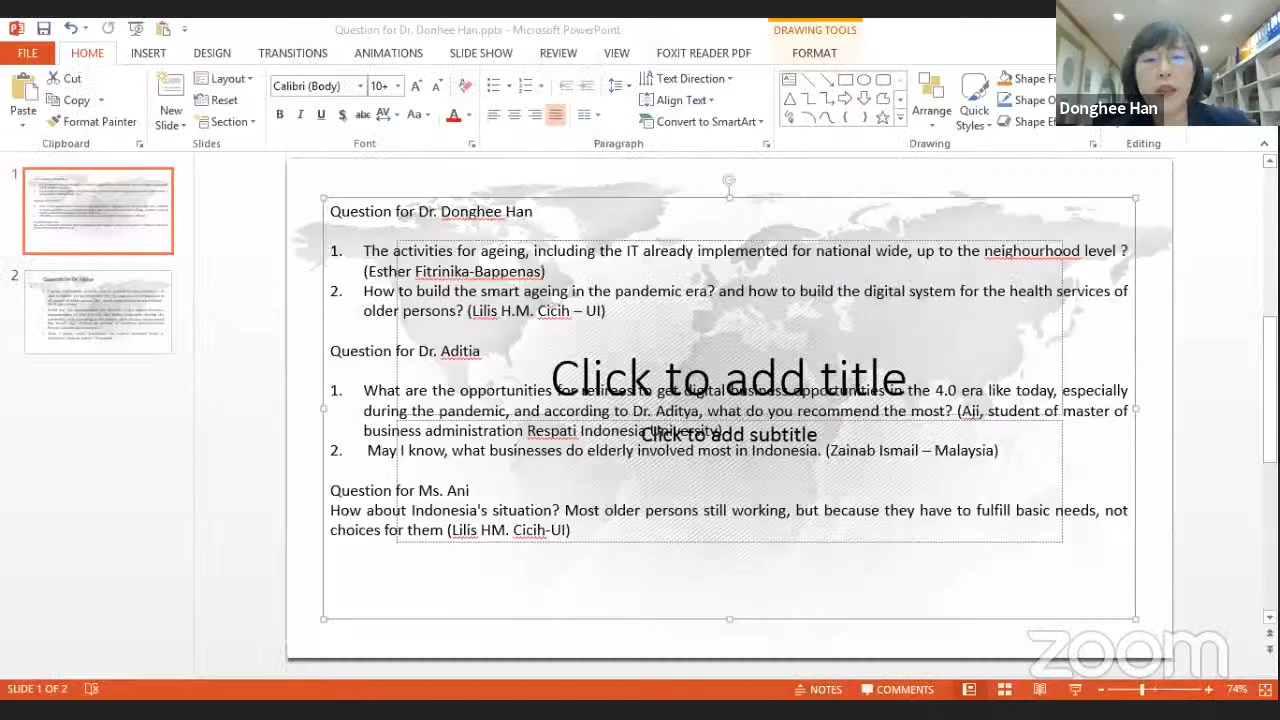 Question for Dr. Donhee Han.pptx - Microsoft PowerPoint
DRAWING TOOLS
FILE HOME INSERT DESIGN TRANSITIONS ANIMATIONS SLIDE SHOW REVIEW VIEW FOXIT READER PDF FORMAT
Cut
Copy
Format Painter
Paste
Clipboard
New
Slide
Layout
Reset
Section
Slides
Calibri (Body) 10+
Font
Text Direction
Align Text
Convert to SmartArt
Paragraph
Arrange
Quick
Styles
Shape Fi
Shape O
Shape E
Drawing
Editing
Donghee Han
1
2
Question for Dr. Donghee Han
1. The activities for ageing, including the IT already implemented for national wide, up to the neighourhood level ?
(Esther Fitrinika-Bappenas)
2. How to build the smart ageing in the pandemic era? and how to build the digital system for the health services of
older persons? (Lilis H.M. Cicih – UI)
Question for Dr. Aditia
Click to add title
1. What are the opportunities for retirees to get digital business opportunities in the 4.0 era like today, especially
during the pandemic, and according to Dr. Aditya, what do you recommend the most? (Aji, student of master of
business administration Respati Indonesia University)
Click to add subtitle
2. May I know, what businesses do elderly involved most in Indonesia. (Zainab Ismail – Malaysia)
Question for Ms. Ani
How about Indonesia's situation? Most older persons still working, but because they have to fulfill basic needs, not
choices for them (Lilis HM. Cicih-UI)
zoom
SLIDE 1 OF 2
NOTES COMMENTS 74%